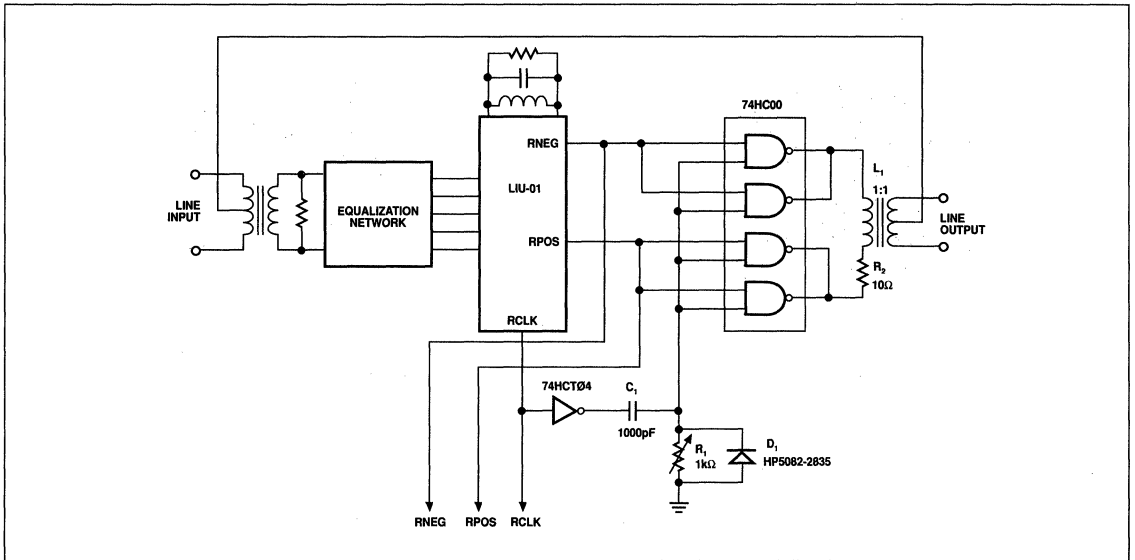 74HC00
RNEG
LIU-01
L1
1:1
LINE
INPUT
EQUALIZATION
NETWORK
RPOS
LINE
OUTPUT
R2
10Ω
RCLK
74HCTØ4
C1
1000pF
R1
1kΩ
D1
HP5082-2835
RNEG
RPOS
RCLK